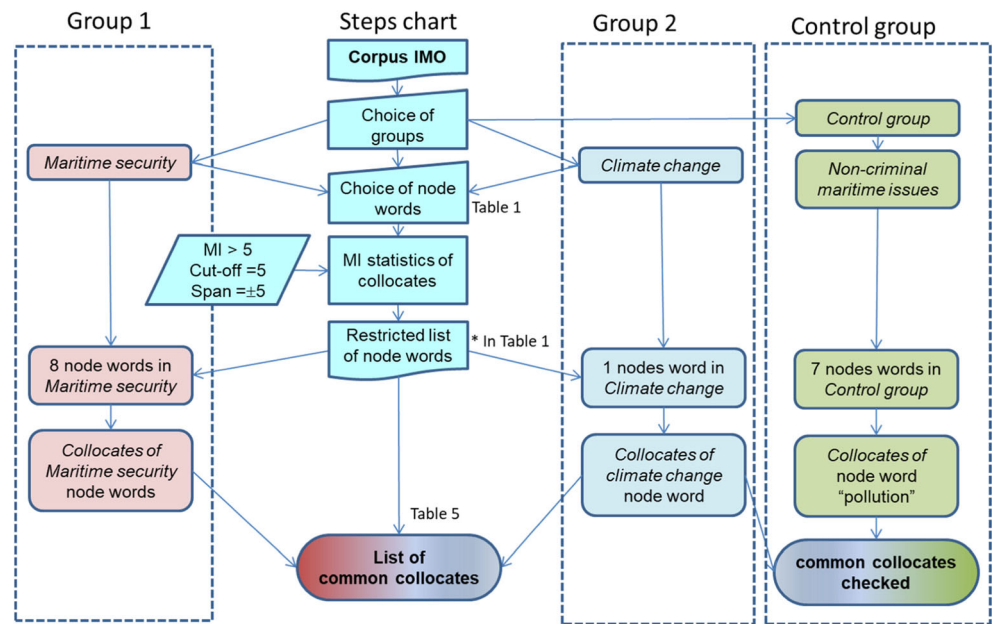 Group 1
Steps chart
Group 2
Control group
Corpus IMO
Choice of
groups
Control group
Maritime security
Climate change
Non-criminal
maritime issues
Choice of node
words
Table 1
MI > 5
Cut-off =5
Span =±5
MI statistics of
collocates
Restricted list
of node words
* In Table 1
8 node words in
Maritime security
1 nodes word in
Climate change
7 nodes words in
Control group
Collocates of
Maritime security
node words
Collocates of
climate change
node word
Collocates of
node word
“pollution”
Table 5
List of
common collocates
common collocates
checked